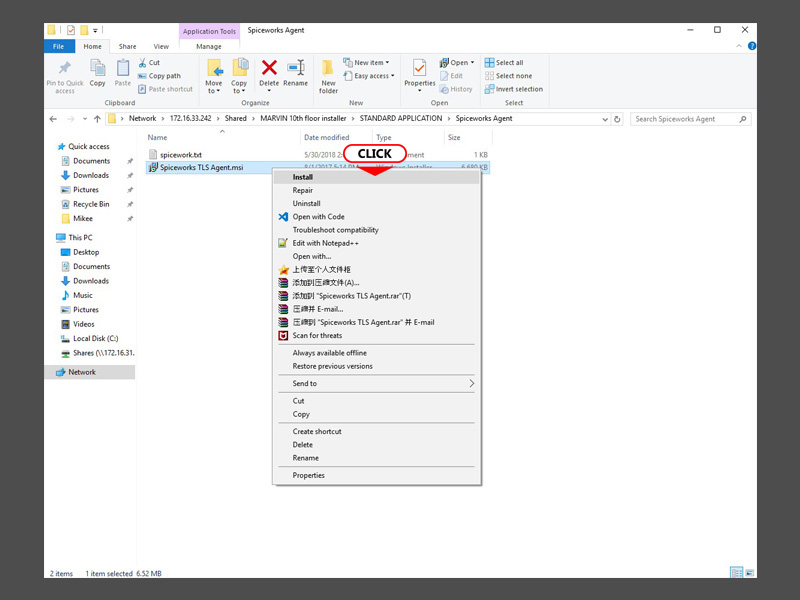 Application Tools
Spiceworks Agent
File
Home
Share
View
Manage
Pin to Quick access
Copy
Paste
Cut
Copy path
Paste shortcut
Clipboard
Move to
Copy to
Delete
Rename
Organize
New folder
New item
Easy access
New
Properties
Open
Edit
History
Open
Select all
Select none
Invert selection
Select
Network > 172.16.33.242 > Shared > MARVIN 10th floor installer > STANDARD APPLICATION > Spiceworks Agent
Search Spiceworks Agent
Name
Date modified
Type
Size
Quick access
Documents
Downloads
Pictures
Recycle Bin
Mikee
This PC
Desktop
Documents
Downloads
Music
Pictures
Videos
Local Disk (C:)
Shares (\\172.16.31.
Network
spicework.txt
5/30/2018 2:
1 KB
Spiceworks TLS Agent.msi
6,680 KB
CLICK
Install
Repair
Uninstall
Open with Code
Troubleshoot compatibility
Edit with Notepad++
Open with...
上传至个人文件柜
添加到压缩文件(A)...
添加到 "Spiceworks TLS Agent.rar"(T)
压缩并 E-mail...
压缩到 "Spiceworks TLS Agent.rar" 并 E-mail
Scan for threats
Always available offline
Restore previous versions
Send to
Cut
Copy
Create shortcut
Delete
Rename
Properties
2 items
1 item selected 6.52 MB